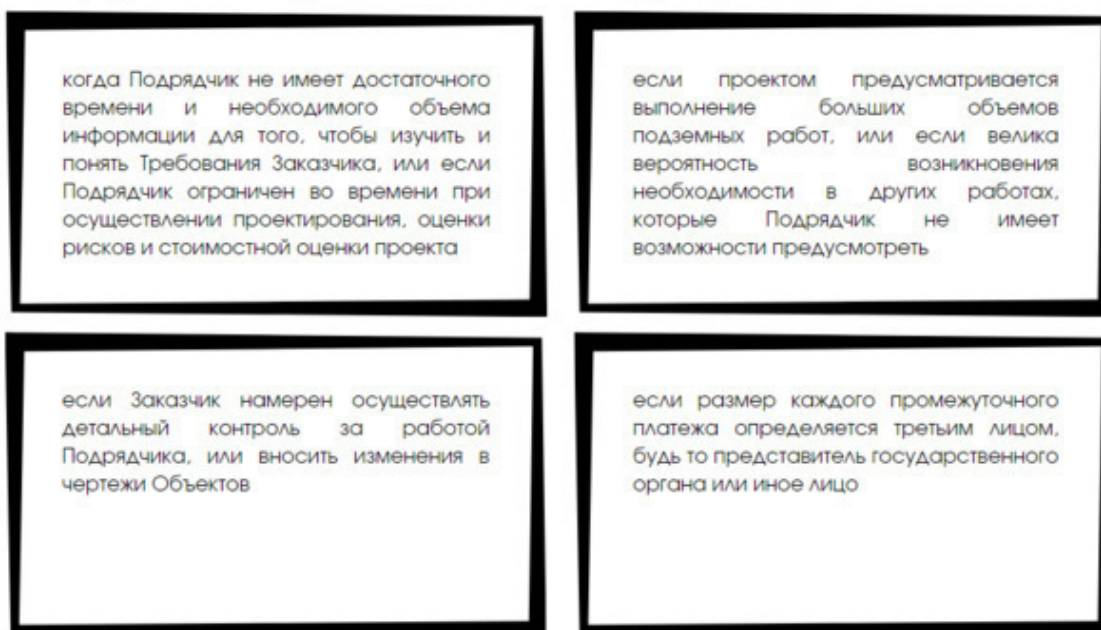 когда Подрядчик не имеет достаточного
времени и необходимого объема
информации для того, чтобы изучить и
понять Требования Заказчика, или если
Подрядчик ограничен во времени при
осуществлении проектирования, оценки
рисков и стоимостной оценки проекта
если проектом предусматривается
выполнение больших объемов
подземных работ, или если велика
вероятность возникновения
необходимости в других работах,
которые Подрядчик не имеет
возможности предусмотреть
если Заказчик намерен осуществлять
детальный контроль за работой
Подрядчика, или вносить изменения в
чертежи Объектов
если размер каждого промежуточного
платежа определяется третьим лицом,
будь то представитель государственного
органа или иное лицо